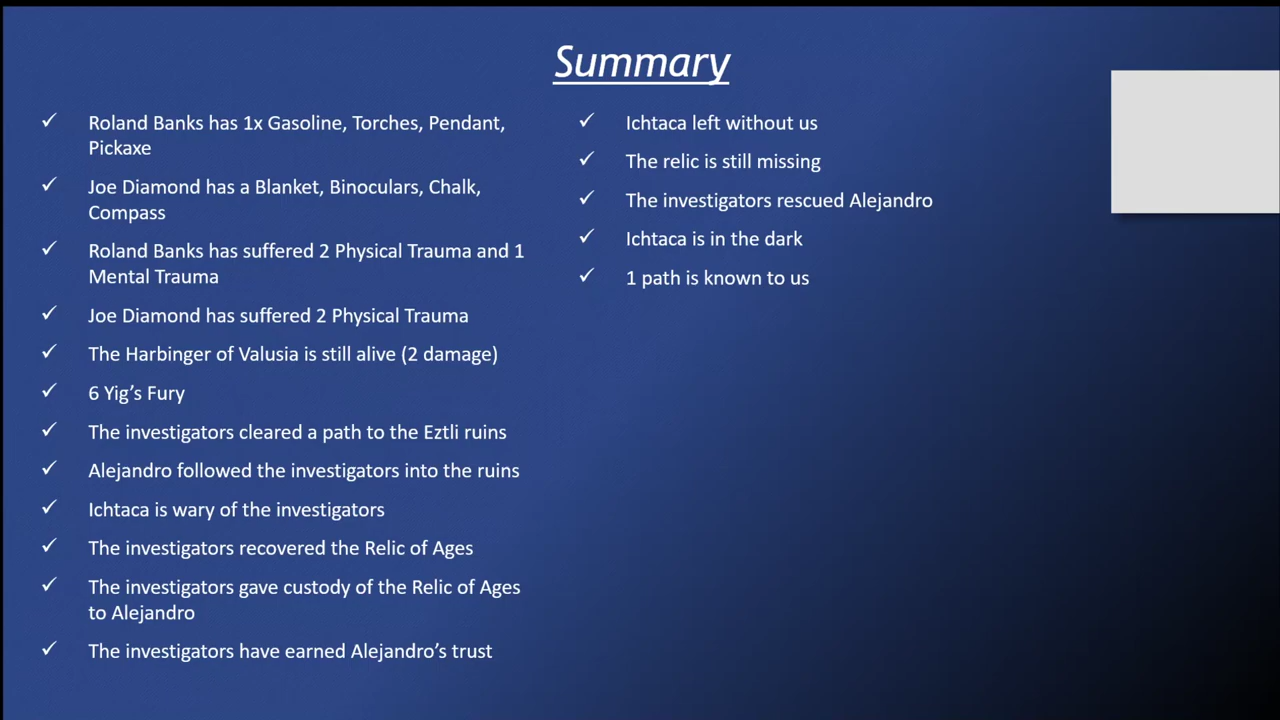 Summary
Roland Banks has 1x Gasoline, Torches, Pendant,
Pickaxe
Joe Diamond has a Blanket, Binoculars, Chalk,
Compass
Roland Banks has suffered 2 Physical Trauma and 1
Mental Trauma
Joe Diamond has suffered 2 Physical Trauma
The Harbinger of Valusia is still alive (2 damage)
6 Yig’s Fury
The investigators cleared a path to the Eztli ruins
Alejandro followed the investigators into the ruins
Ichtaca is wary of the investigators
The investigators recovered the Relic of Ages
The investigators gave custody of the Relic of Ages
to Alejandro
The investigators have earned Alejandro’s trust
Ichtaca left without us
The relic is still missing
The investigators rescued Alejandro
Ichtaca is in the dark
1 path is known to us